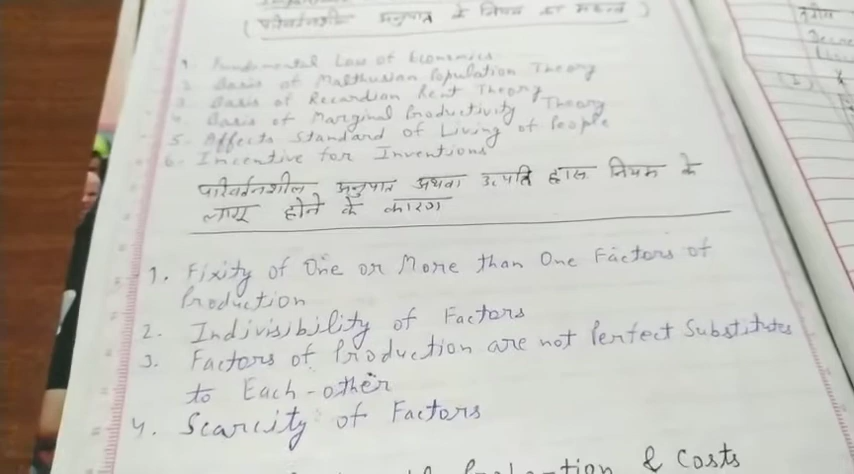 (परिवर्तनशील अनुपात के नियम का महत्व)
1. Fundamental Law of Economics
2. Basis of Malthusian Population Theory
3. Basis of Recardian Rent Theory
4. Basis of Marginal Productivity Theory
5. Affects Standard of Living of People
6. Incentive for Inventions
परिवर्तनशील अनुपात अथवा उत्पति ह्रास नियम के
लागू होने के कारण
1. Fixity of One or More than One Factors of
Production
2. Indivisibility of Factors
3. Factors of Production are not Perfect Substitutes
to Each-other
4. Scarcity of Factors
& Costs